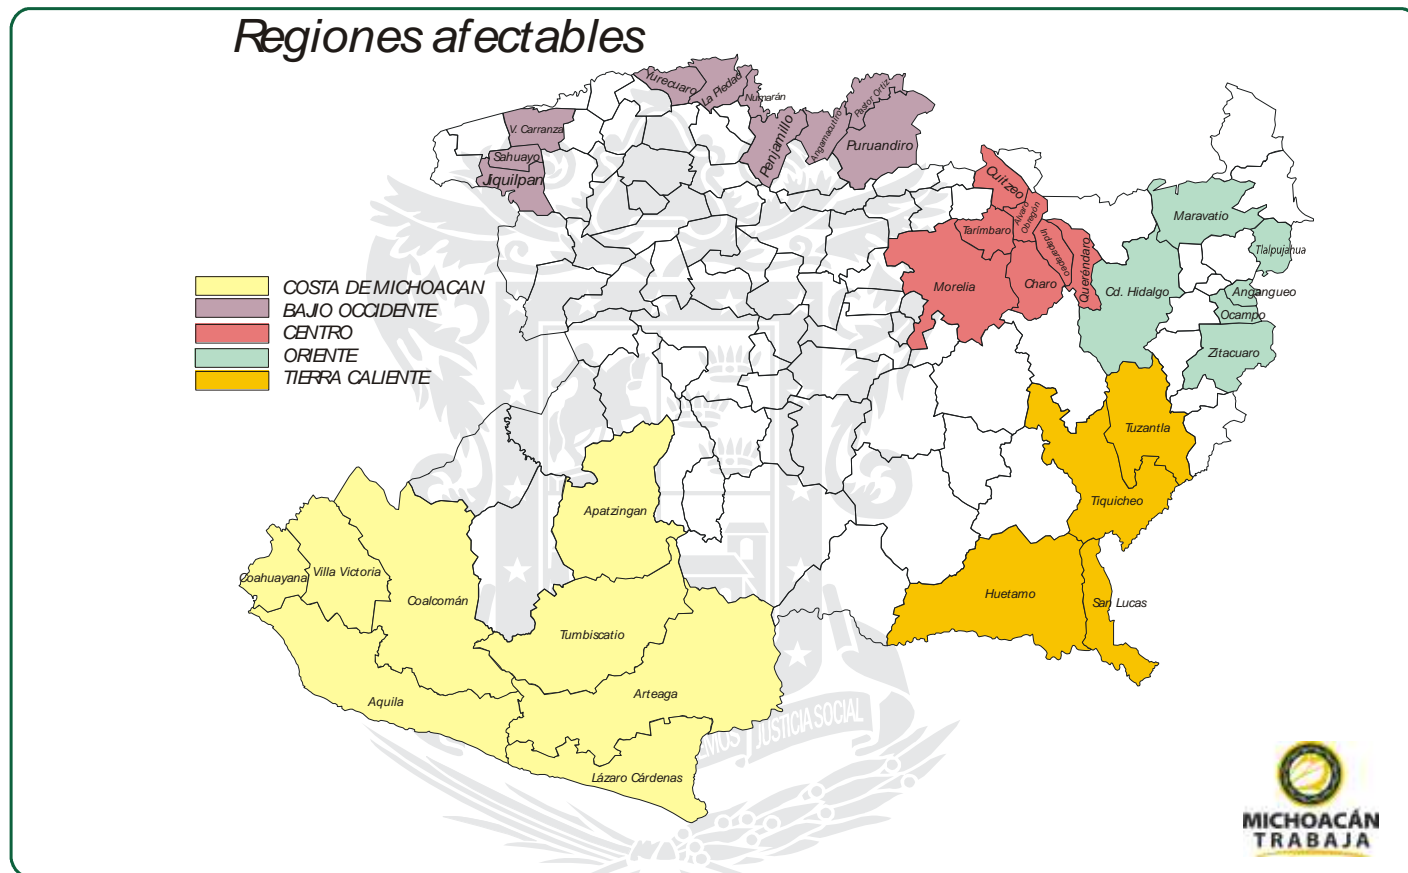 Regiones afectables
Yurecuaro
La Piedad
Numarán
Pastor Ortiz
Angamacutiro
Penjamillo
Puruandiro
V. Carranza
Sahuayo
Jiquilpan
Cuitzeo
Alvaro
Obregón
Tarímbaro
Indaparapeo
Queréndaro
Morelia
Charo
Maravatio
Tlalpujahua
Cd. Hidalgo
Angangueo
Ocampo
Zitacuaro
COSTA DE MICHOACAN
BAJIO OCCIDENTE
CENTRO
ORIENTE
TIERRA CALIENTE
Tuzantla
Tiquicheo
Apatzingan
Coahuayana
Villa Victoria
Coalcomán
Huetamo
San Lucas
Tumbiscatio
Aquila
Arteaga
JUSTICIA SOCIAL
Lázaro Cárdenas
MICHOACÁN
TRABAJA